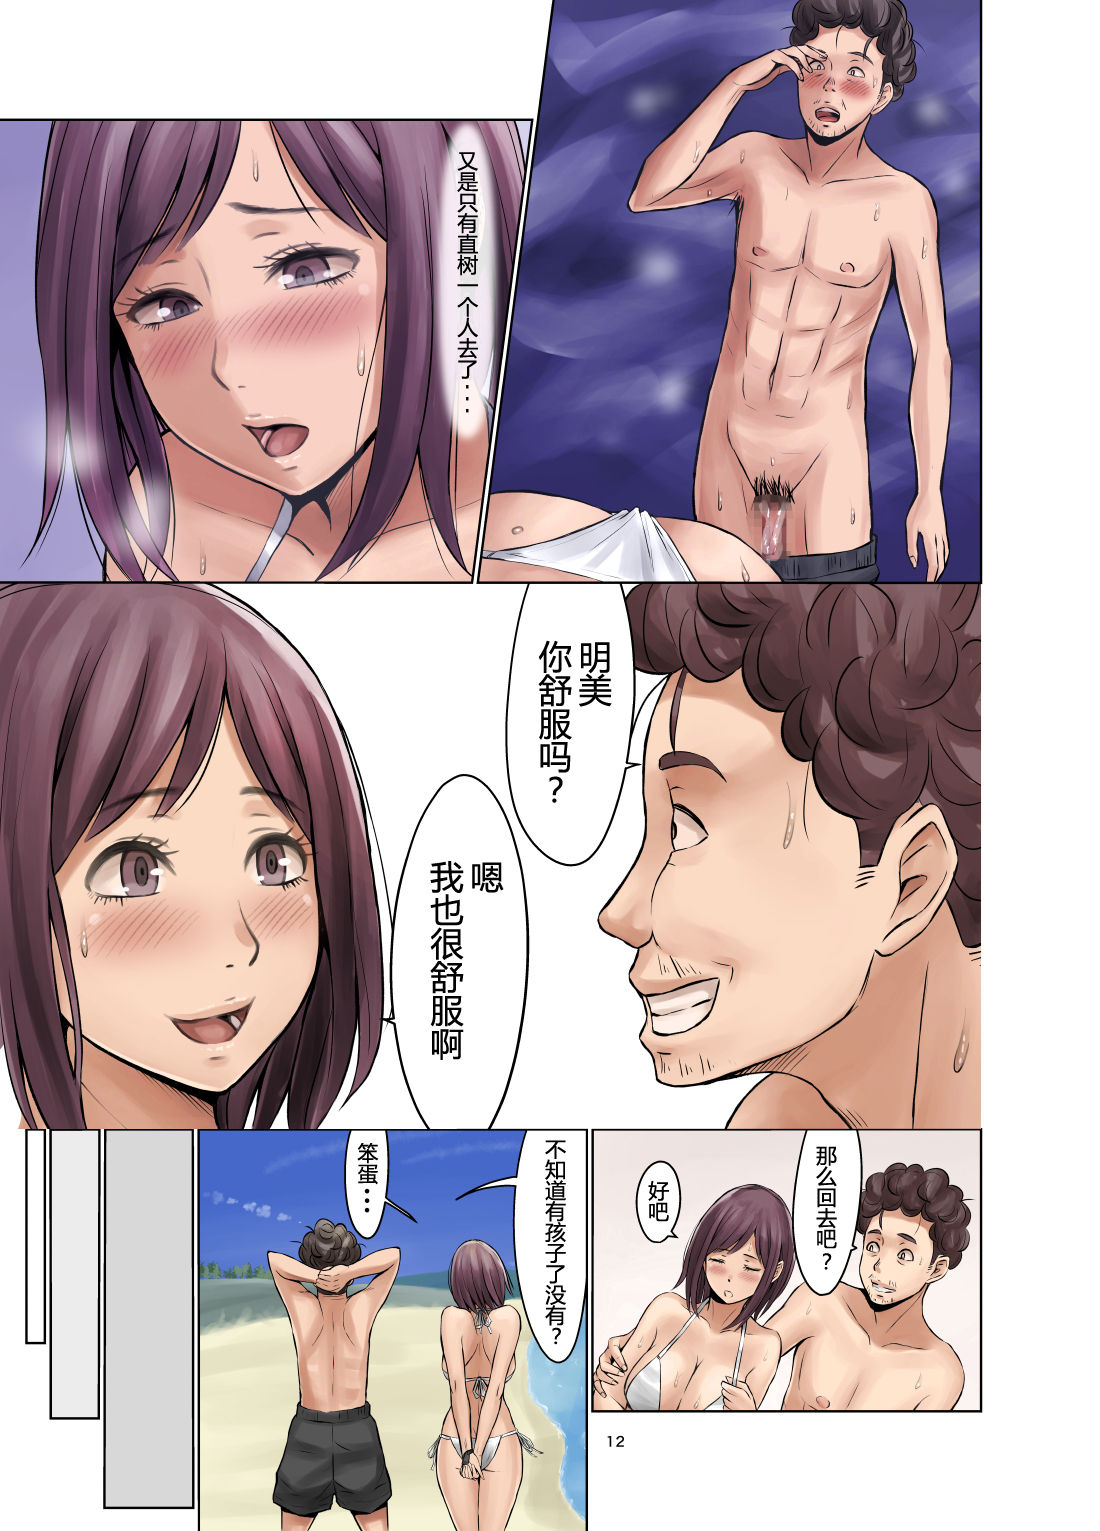 又是只有直树一个人去了...
明美
你舒服吗？
嗯
我也很舒服啊
那么回去吧？
好吧
不知道有孩子了没有？
笨蛋...
12